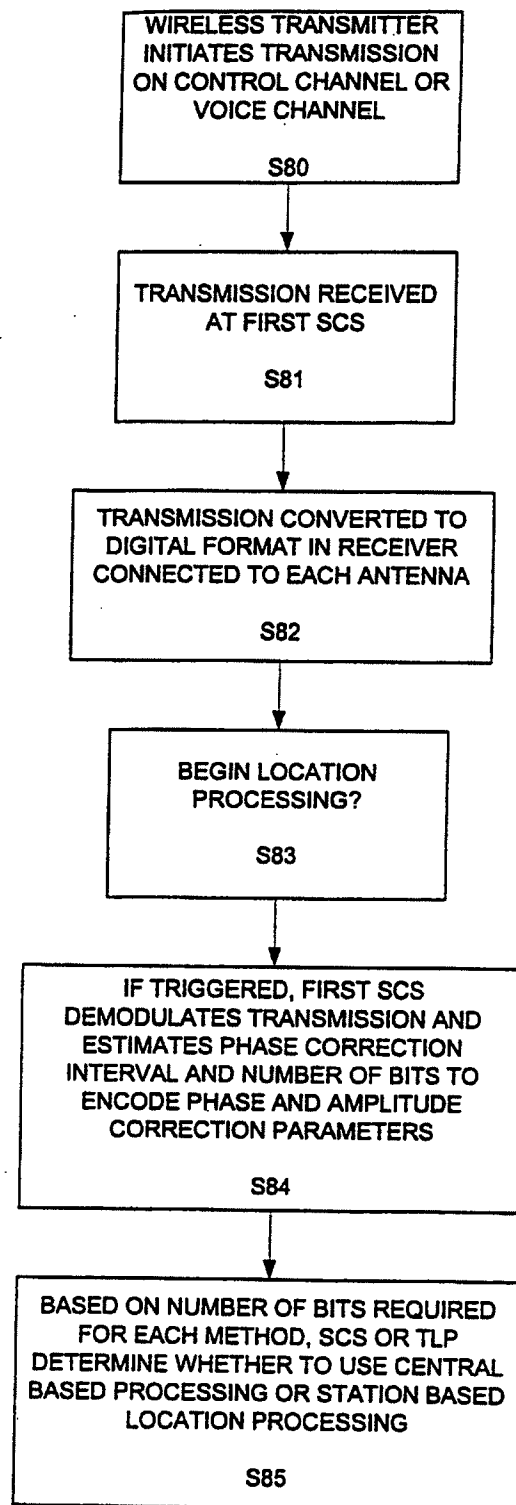 WIRELESS TRANSMITTER
INITIATES TRANSMISSION
ON CONTROL CHANNEL OR
VOICE CHANNEL
S80
TRANSMISSION RECEIVED
AT FIRST SCS
S81
TRANSMISSION CONVERTED TO
DIGITAL FORMAT IN RECEIVER
CONNECTED TO EACH ANTENNA
S82
BEGIN LOCATION
PROCESSING?
S83
IF TRIGGERED, FIRST SCS
DEMODULATES TRANSMISSION AND
ESTIMATES PHASE CORRECTION
INTERVAL AND NUMBER OF BITS TO
ENCODE PHASE AND AMPLITUDE
CORRECTION PARAMETERS
S84
BASED ON NUMBER OF BITS REQUIRED
FOR EACH METHOD, SCS OR TLP
DETERMINE WHETHER TO USE CENTRAL
BASED PROCESSING OR STATION BASED
LOCATION PROCESSING
S85